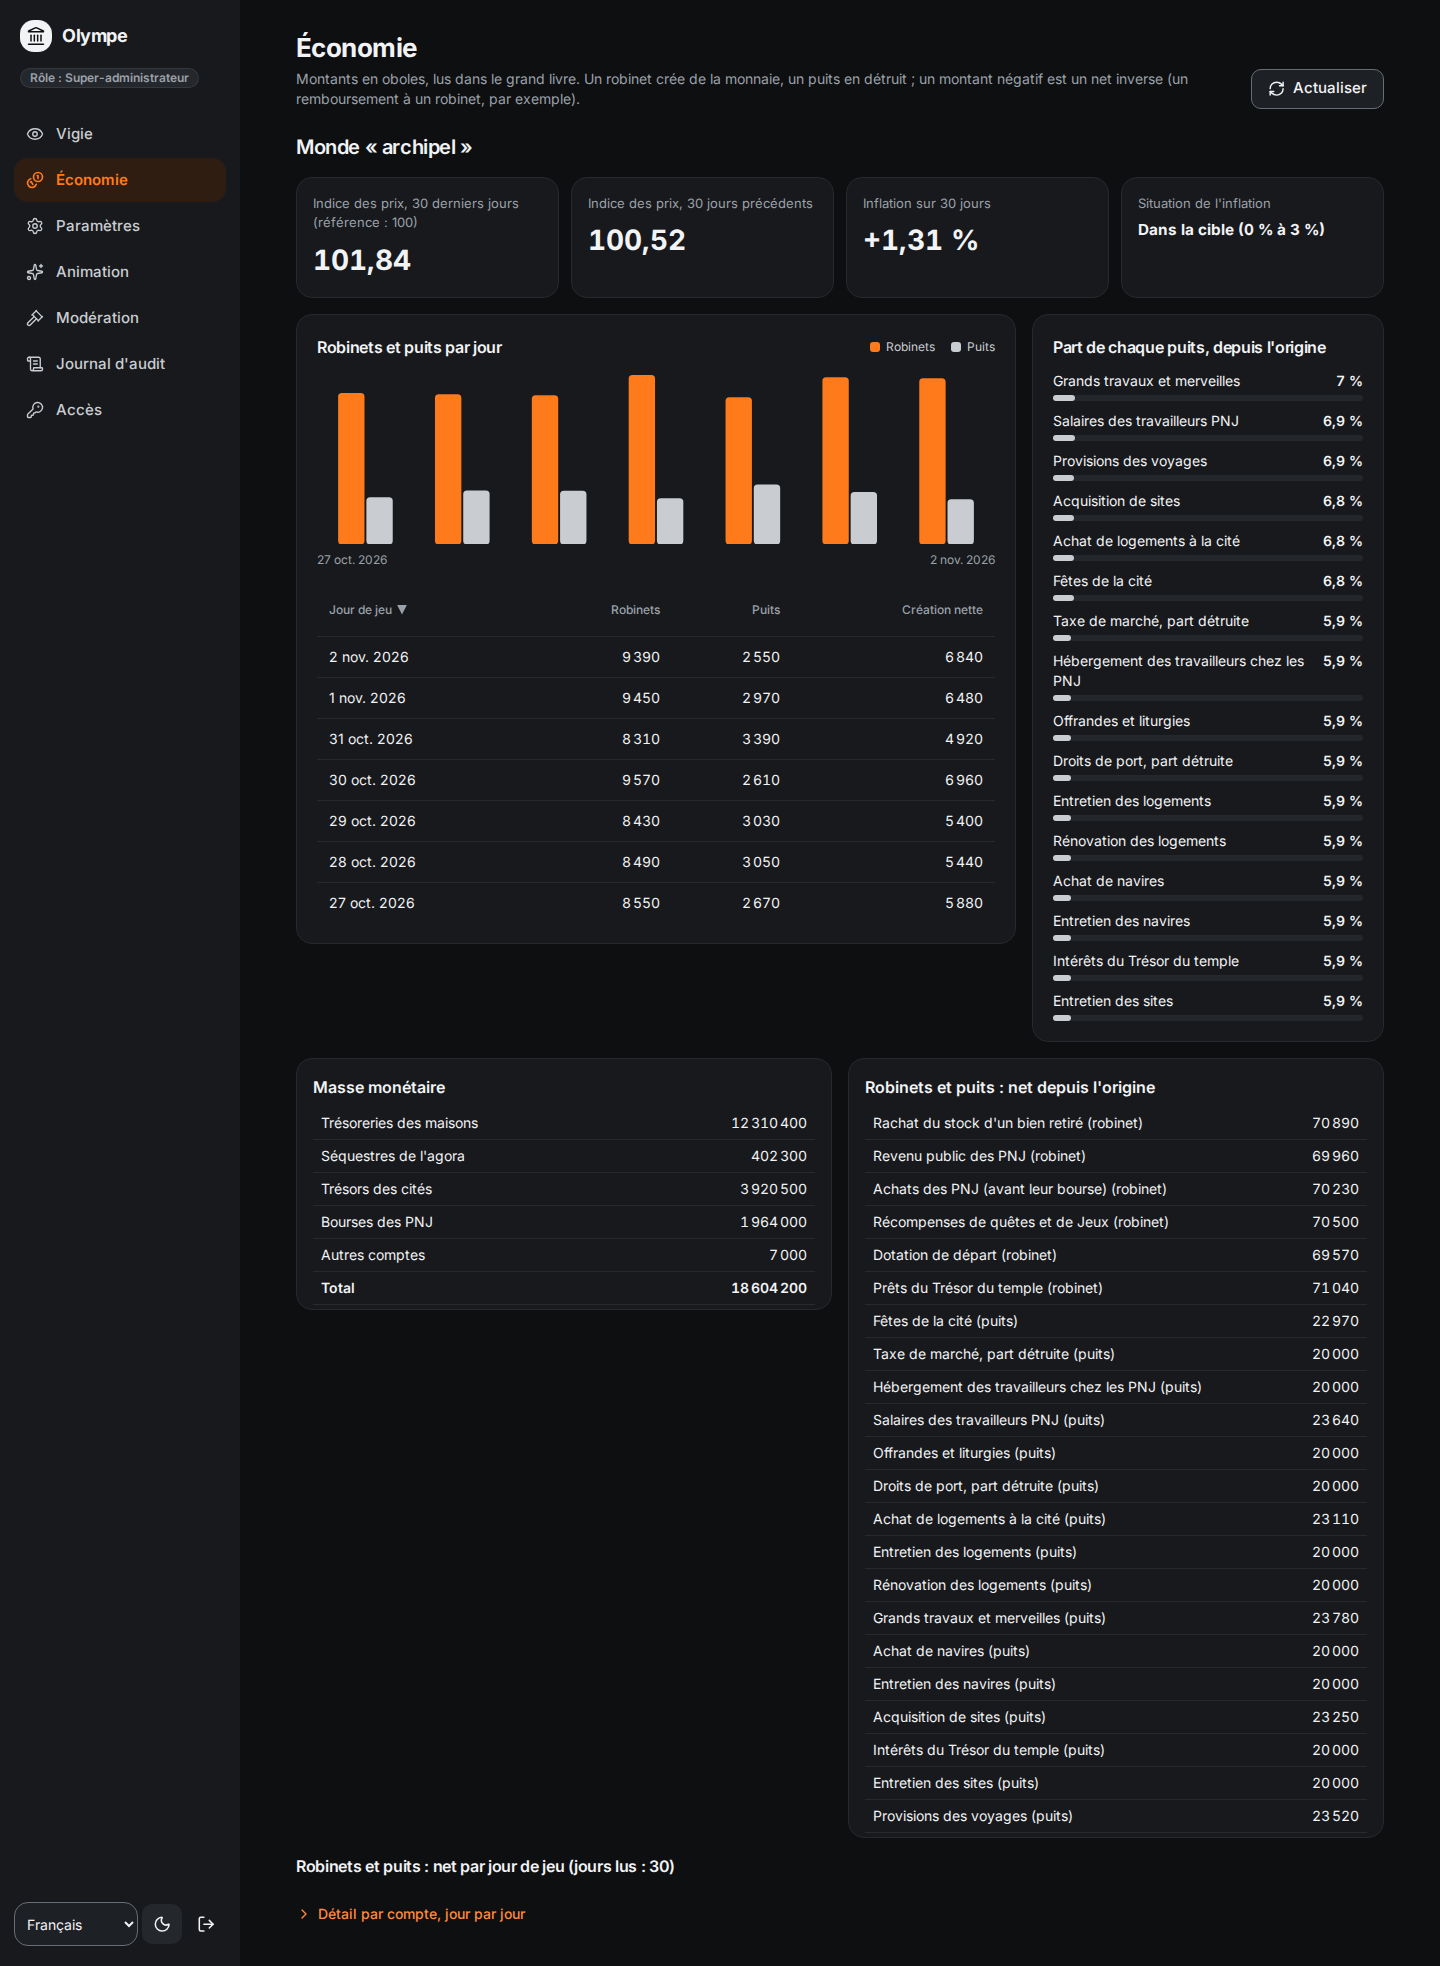 Olympe
Rôle : Super-administrateur
Vigie
Économie
Paramètres
Animation
Modération
Journal d'audit
Accès
Français
Économie
Montants en oboles, lus dans le grand livre. Un robinet crée de la monnaie, un puits en détruit ; un montant négatif est un net inverse (un
remboursement à un robinet, par exemple).
Actualiser
Monde « archipel »
Indice des prix, 30 derniers jours
(référence : 100)
101,84
Indice des prix, 30 jours précédents
100,52
Inflation sur 30 jours
+1,31 %
Situation de l'inflation
Dans la cible (0 % à 3 %)
Robinets et puits par jour
Robinets Puits
27 oct. 2026 2 nov. 2026
Jour de jeu ▼ Robinets Puits Création nette
2 nov. 2026 9 390 2 550 6 840
1 nov. 2026 9 450 2 970 6 480
31 oct. 2026 8 310 3 390 4 920
30 oct. 2026 9 570 2 610 6 960
29 oct. 2026 8 430 3 030 5 400
28 oct. 2026 8 490 3 050 5 440
27 oct. 2026 8 550 2 670 5 880
Part de chaque puits, depuis l'origine
Grands travaux et merveilles 7 %
Salaires des travailleurs PNJ 6,9 %
Provisions des voyages 6,9 %
Acquisition de sites 6,8 %
Achat de logements à la cité 6,8 %
Fêtes de la cité 6,8 %
Taxe de marché, part détruite 5,9 %
Hébergement des travailleurs chez les 5,9 %
PNJ
Offrandes et liturgies 5,9 %
Droits de port, part détruite 5,9 %
Entretien des logements 5,9 %
Rénovation des logements 5,9 %
Achat de navires 5,9 %
Entretien des navires 5,9 %
Intérêts du Trésor du temple 5,9 %
Entretien des sites 5,9 %
Masse monétaire
Trésoreries des maisons 12 310 400
Séquestres de l'agora 402 300
Trésors des cités 3 920 500
Bourses des PNJ 1 964 000
Autres comptes 7 000
Total 18 604 200
Robinets et puits : net depuis l'origine
Rachat du stock d'un bien retiré (robinet) 70 890
Revenu public des PNJ (robinet) 69 960
Achats des PNJ (avant leur bourse) (robinet) 70 230
Récompenses de quêtes et de Jeux (robinet) 70 500
Dotation de départ (robinet) 69 570
Prêts du Trésor du temple (robinet) 71 040
Fêtes de la cité (puits) 22 970
Taxe de marché, part détruite (puits) 20 000
Hébergement des travailleurs chez les PNJ (puits) 20 000
Salaires des travailleurs PNJ (puits) 23 640
Offrandes et liturgies (puits) 20 000
Droits de port, part détruite (puits) 20 000
Achat de logements à la cité (puits) 23 110
Entretien des logements (puits) 20 000
Rénovation des logements (puits) 20 000
Grands travaux et merveilles (puits) 23 780
Achat de navires (puits) 20 000
Entretien des navires (puits) 20 000
Acquisition de sites (puits) 23 250
Intérêts du Trésor du temple (puits) 20 000
Entretien des sites (puits) 20 000
Provisions des voyages (puits) 23 520
Robinets et puits : net par jour de jeu (jours lus : 30)
Détail par compte, jour par jour